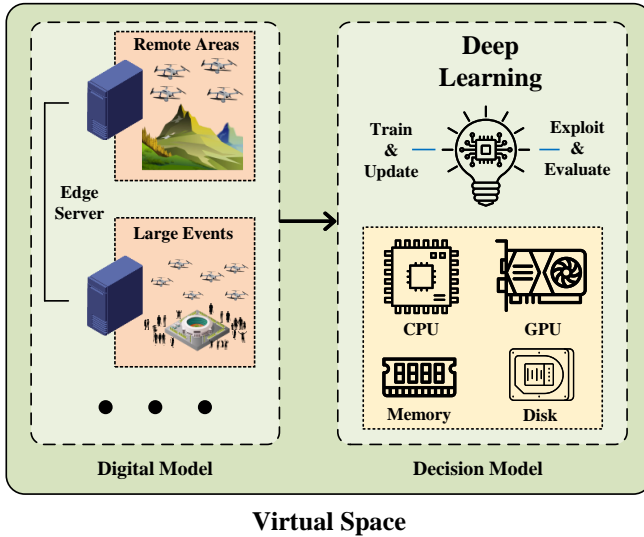 Remote Areas
Edge
Server
Large Events
Digital Model
Deep
Learning
Train
&
Update
Exploit
&
Evaluate
CPU
GPU
Memory
Disk
Decision Model
Virtual Space